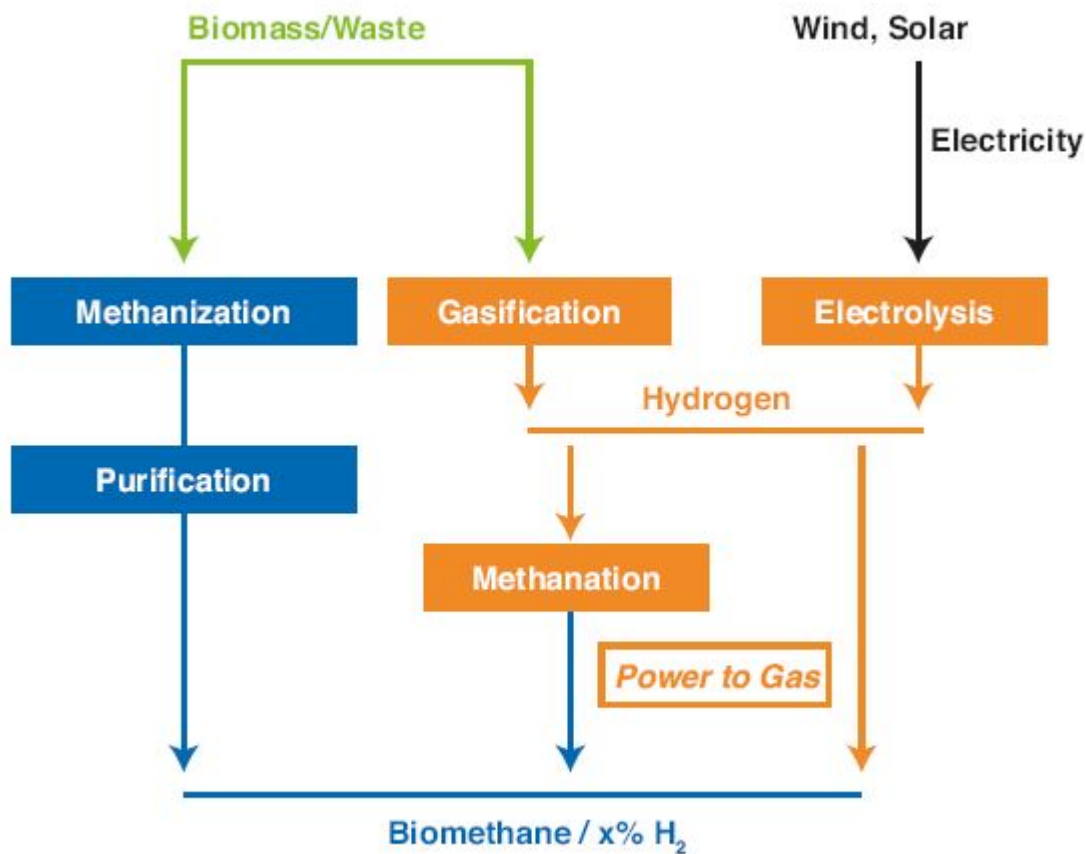 Biomass/Waste
Wind, Solar
Electricity
Methanization
Gasification
Electrolysis
Hydrogen
Purification
Methanation
Power to Gas
Biomethane / x% H₂